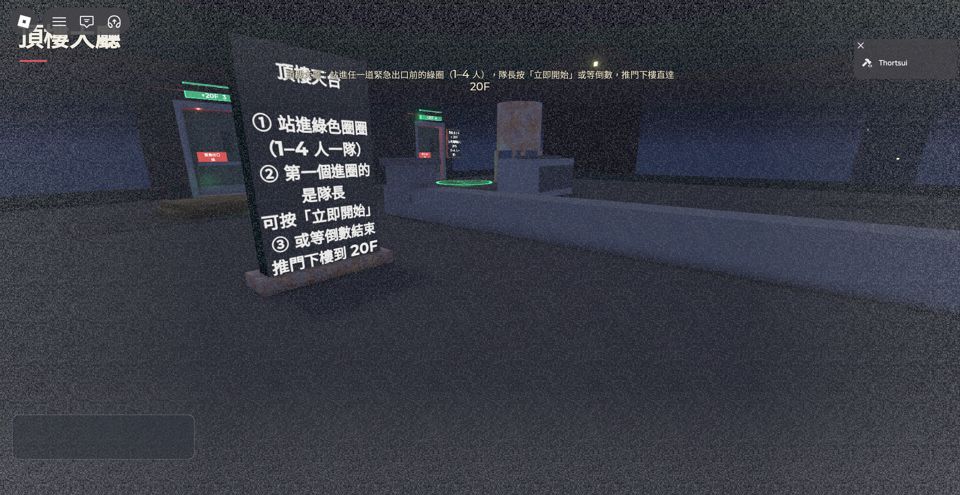 頂樓大廳
站進任一道緊急出口前的綠圈（1–4 人），隊長按「立即開始」或等倒數，推門下樓直達
20F
Thortsui
頂樓天台
① 站進綠色圈圈
（1–4 人一隊）
② 第一個進圈的
是隊長
可按「立即開始」
③ 或等倒數結束
推門下樓到 20F